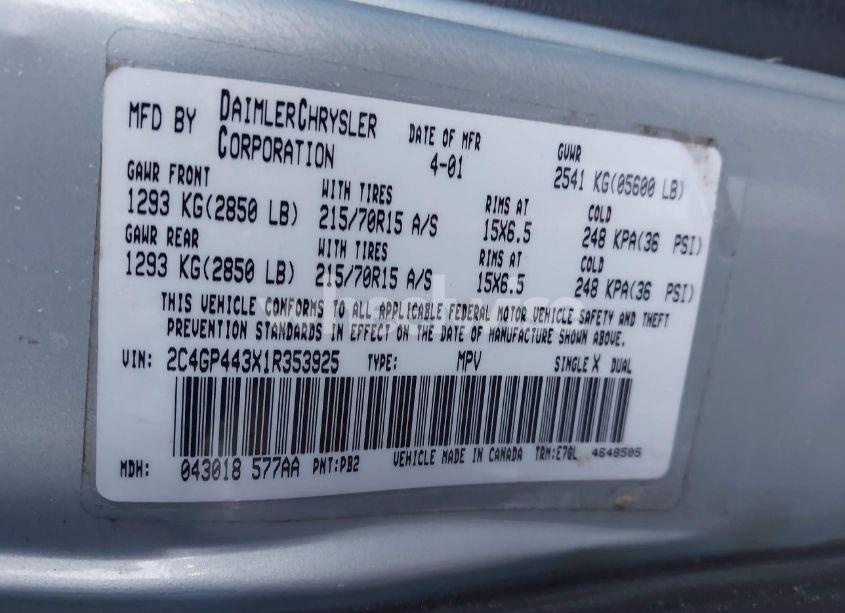 MFD BY DAIMLERCHRYSLER CORPORATION DATE OF MFR 4-01 GVWR 2541 KG(05600 LB)
GAWR FRONT WITH TIRES RIMS AT COLD
1293 KG(2850 LB) 215/70R15 A/S 15X6.5 248 KPA(36 PSI)
GAWR REAR WITH TIRES RIMS AT COLD
1293 KG(2850 LB) 215/70R15 A/S 15X6.5 248 KPA(36 PSI)
THIS VEHICLE CONFORMS TO ALL APPLICABLE FEDERAL MOTOR VEHICLE SAFETY AND THEFT
PREVENTION STANDARDS IN EFFECT ON THE DATE OF MANUFACTURE SHOWN ABOVE.
VIN: 2C4GP443X1R353925 TYPE: MPV SINGLE X DUAL
MDH: 043018 577AA PNT:PB2 VEHICLE MADE IN CANADA TRM:E7QL 4648505